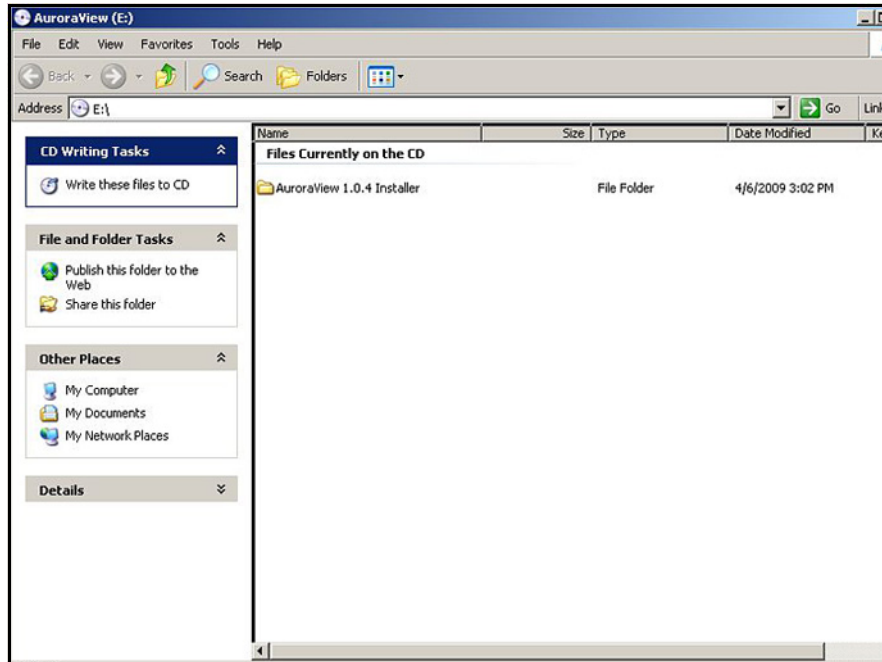 AuroraView (E:)
File Edit View Favorites Tools Help
Back Search Folders
Address E:\ Go
CD Writing Tasks
Write these files to CD
File and Folder Tasks
Publish this folder to the
Web
Share this folder
Other Places
My Computer
My Documents
My Network Places
Details
Name Size Type Date Modified
Files Currently on the CD
AuroraView 1.0.4 Installer File Folder 4/6/2009 3:02 PM